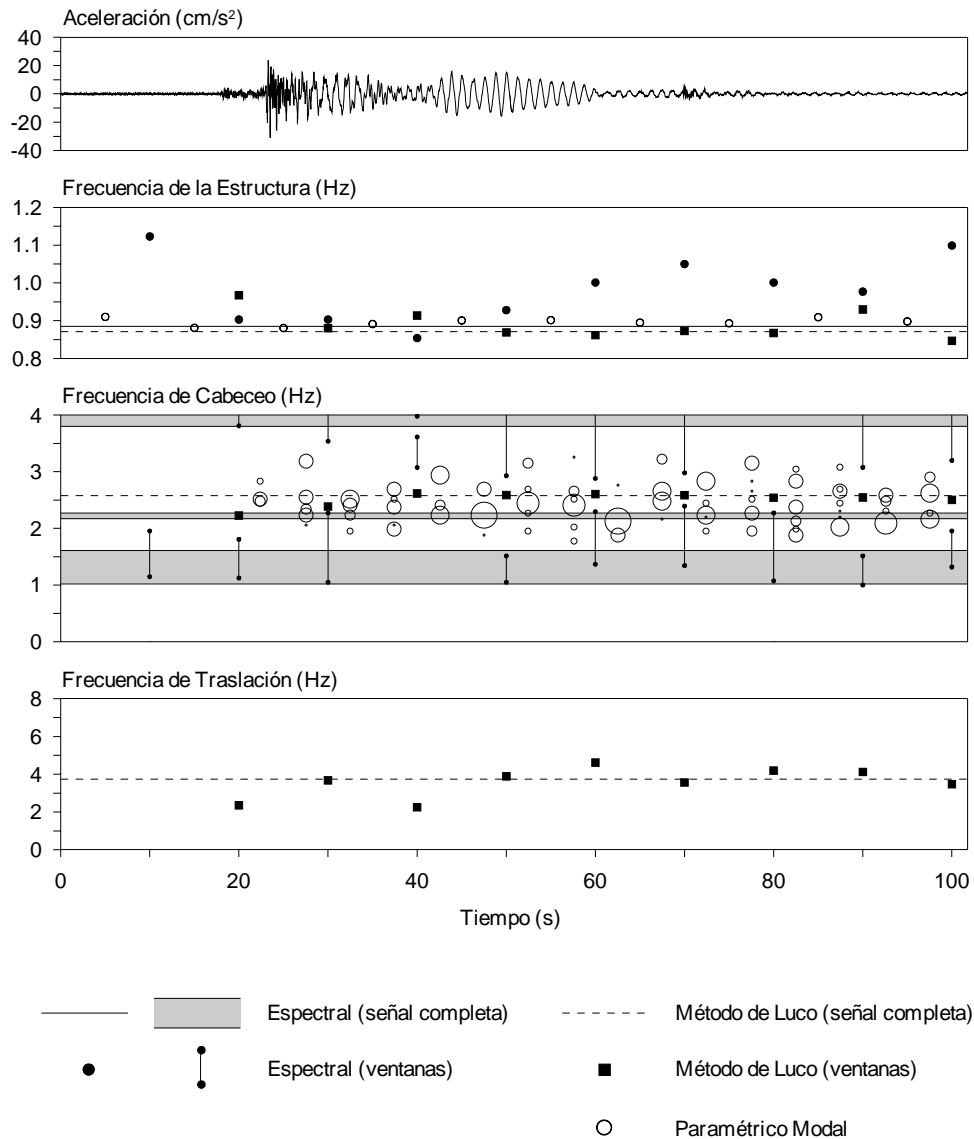 Aceleración (cm/s²)
40
20
0
-20
-40
Frecuencia de la Estructura (Hz)
1.2
1.1
1.0
0.9
0.8
Frecuencia de Cabeceo (Hz)
4
3
2
1
0
Frecuencia de Traslación (Hz)
8
6
4
2
0
0 20 40 60 80 100
Tiempo (s)
Espectral (señal completa) Método de Luco (señal completa)
Espectral (ventanas) Método de Luco (ventanas)
Paramétrico Modal